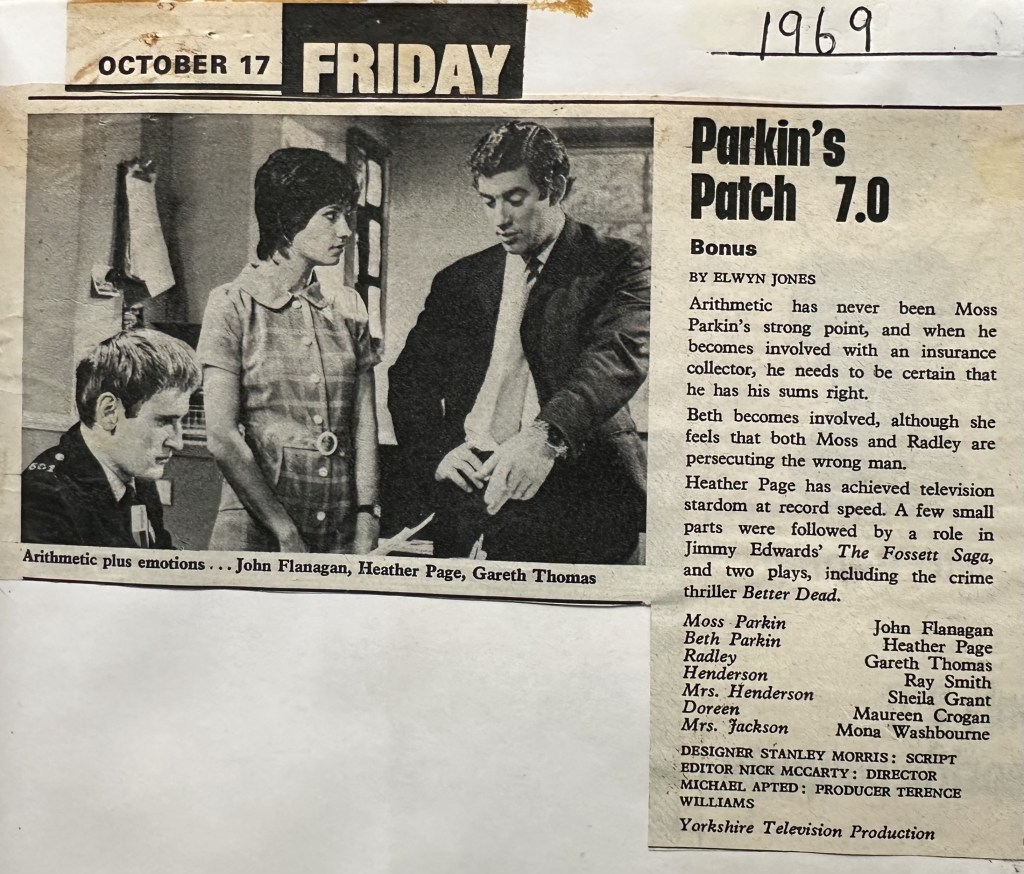 OCTOBER 17 FRIDAY
1969
601
Arithmetic plus emotions . . . John Flanagan, Heather Page, Gareth Thomas
Parkin's
Patch 7.0
Bonus
BY ELWYN JONES
Arithmetic has never been Moss
Parkin's strong point, and when he
becomes involved with an insurance
collector, he needs to be certain that
he has his sums right.
Beth becomes involved, although she
feels that both Moss and Radley are
persecuting the wrong man.
Heather Page has achieved television
stardom at record speed. A few small
parts were followed by a role in
Jimmy Edwards' The Fossett Saga,
and two plays, including the crime
thriller Better Dead.
Moss Parkin John Flanagan
Beth Parkin Heather Page
Radley Gareth Thomas
Henderson Ray Smith
Mrs. Henderson Sheila Grant
Doreen Maureen Crogan
Mrs. Jackson Mona Washbourne
DESIGNER STANLEY MORRIS : SCRIPT
EDITOR NICK MCCARTY : DIRECTOR
MICHAEL APTED : PRODUCER TERENCE
WILLIAMS
Yorkshire Television Production